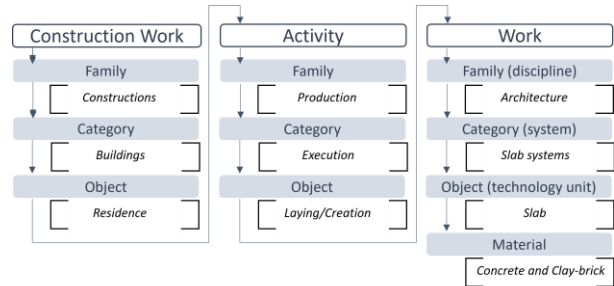 Construction Work
Family
Constructions
Category
Buildings
Object
Residence
Activity
Family
Production
Category
Execution
Object
Laying/Creation
Work
Family (discipline)
Architecture
Category (system)
Slab systems
Object (technology unit)
Slab
Material
Concrete and Clay-brick